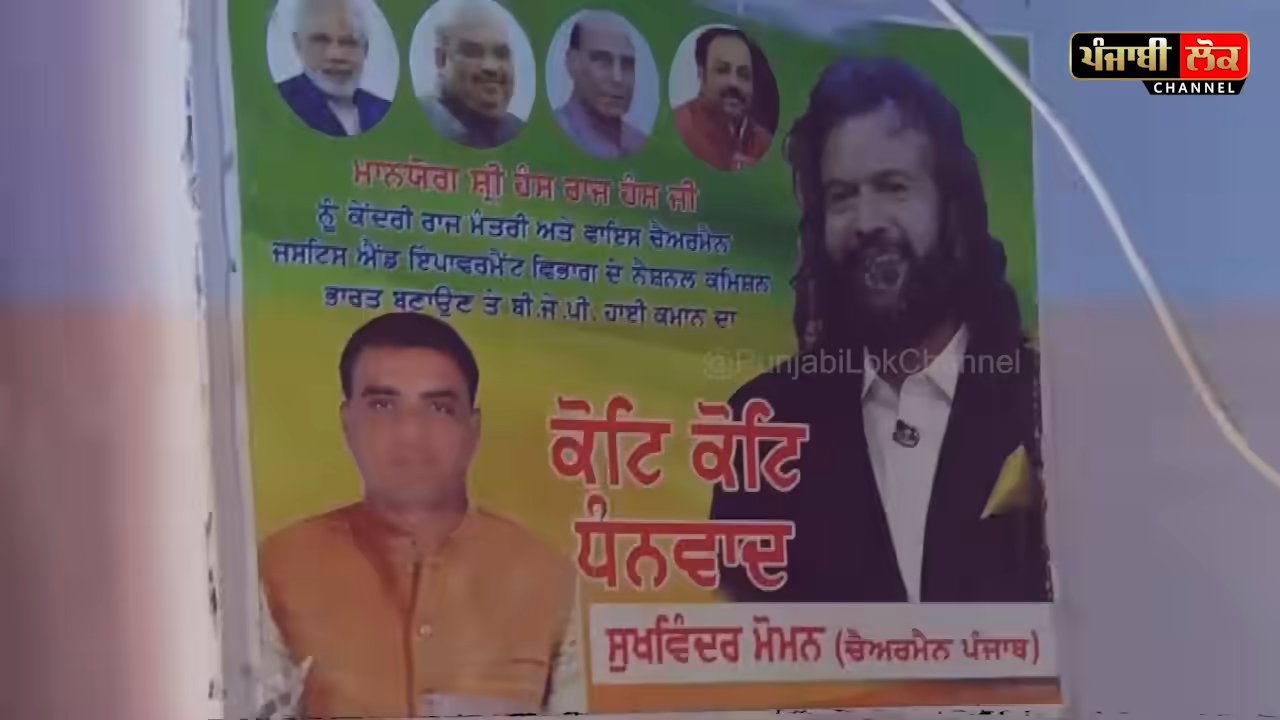 ਪੰਜਾਬੀ ਲੋਕ
CHANNEL
ਮਾਨਯੋਗ ਸ਼੍ਰੀ ਹੰਸ ਰਾਜ ਹੰਸ ਜੀ
ਨੂੰ ਕੇਂਦਰੀ ਰਾਜ ਮੰਤਰੀ ਅਤੇ ਵਾਇਸ ਚੈਅਰਮੈਨ
ਜਸਟਿਸ ਐਂਡ ਇੰਪਾਵਰਮੈਂਟ ਵਿਭਾਗ ਦੇ ਨੈਸ਼ਨਲ ਕਮਿਸ਼ਨ
ਭਾਰਤ ਬਣਾਉਣ ਤੇ ਬੀ.ਜੇ.ਪੀ. ਹਾਈ ਕਮਾਨ ਦਾ
@PunjabiLokChannel
ਕੋਟਿ ਕੋਟਿ
ਧੰਨਵਾਦ
ਸੁਖਵਿੰਦਰ ਮੋਮਨ (ਚੈਅਰਮੈਨ ਪੰਜਾਬ)